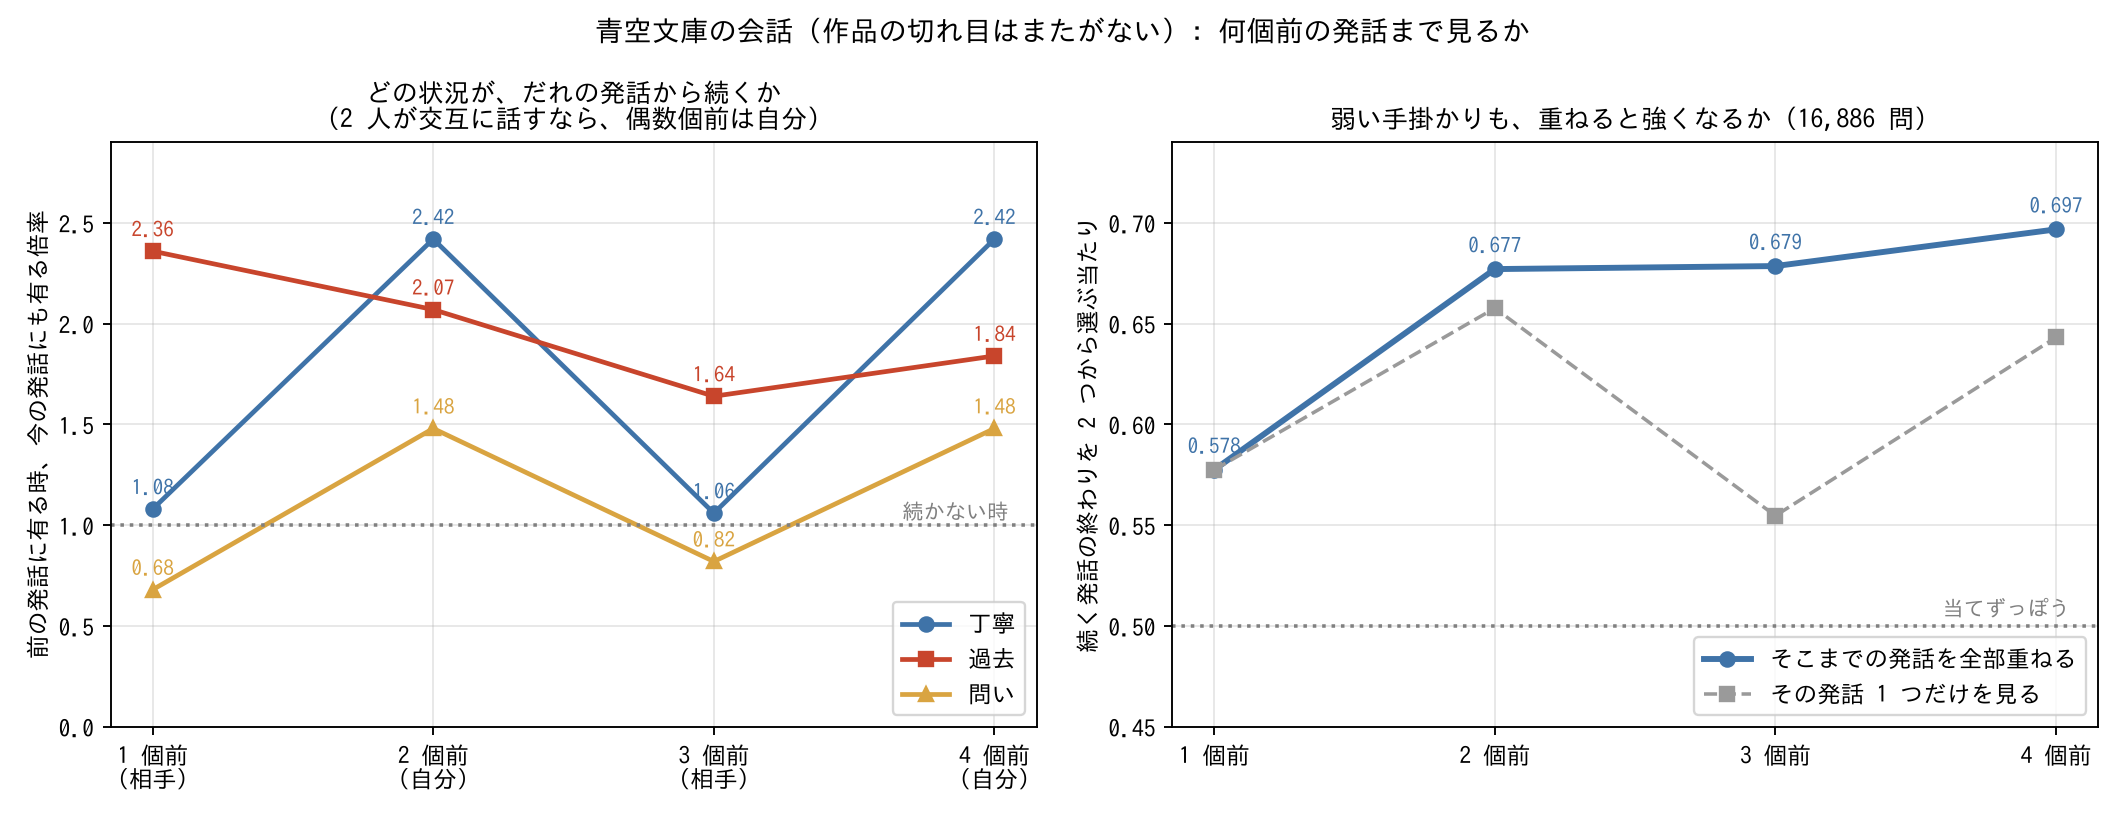 青空文庫の会話（作品の切れ目はまたがない）: 何個前の発話まで見るか
どの状況が、だれの発話から続くか
（2 人が交互に話すなら、偶数個前は自分）
前の発話に有る時、今の発話にも有る倍率
2.5
2.0
1.5
1.0
0.5
0.0
2.36
2.42
2.42
2.07
1.64
1.84
1.48
1.48
1.08
1.06
0.68
0.82
続かない時
丁寧
過去
問い
1 個前
（相手）
2 個前
（自分）
3 個前
（相手）
4 個前
（自分）
弱い手掛かりも、重ねると強くなるか（16,886 問）
続く発話の終わりを 2 つから選ぶ当たり
0.70
0.65
0.60
0.55
0.50
0.45
0.578
0.677
0.679
0.697
当てずっぽう
そこまでの発話を全部重ねる
その発話 1 つだけを見る
1 個前
2 個前
3 個前
4 個前